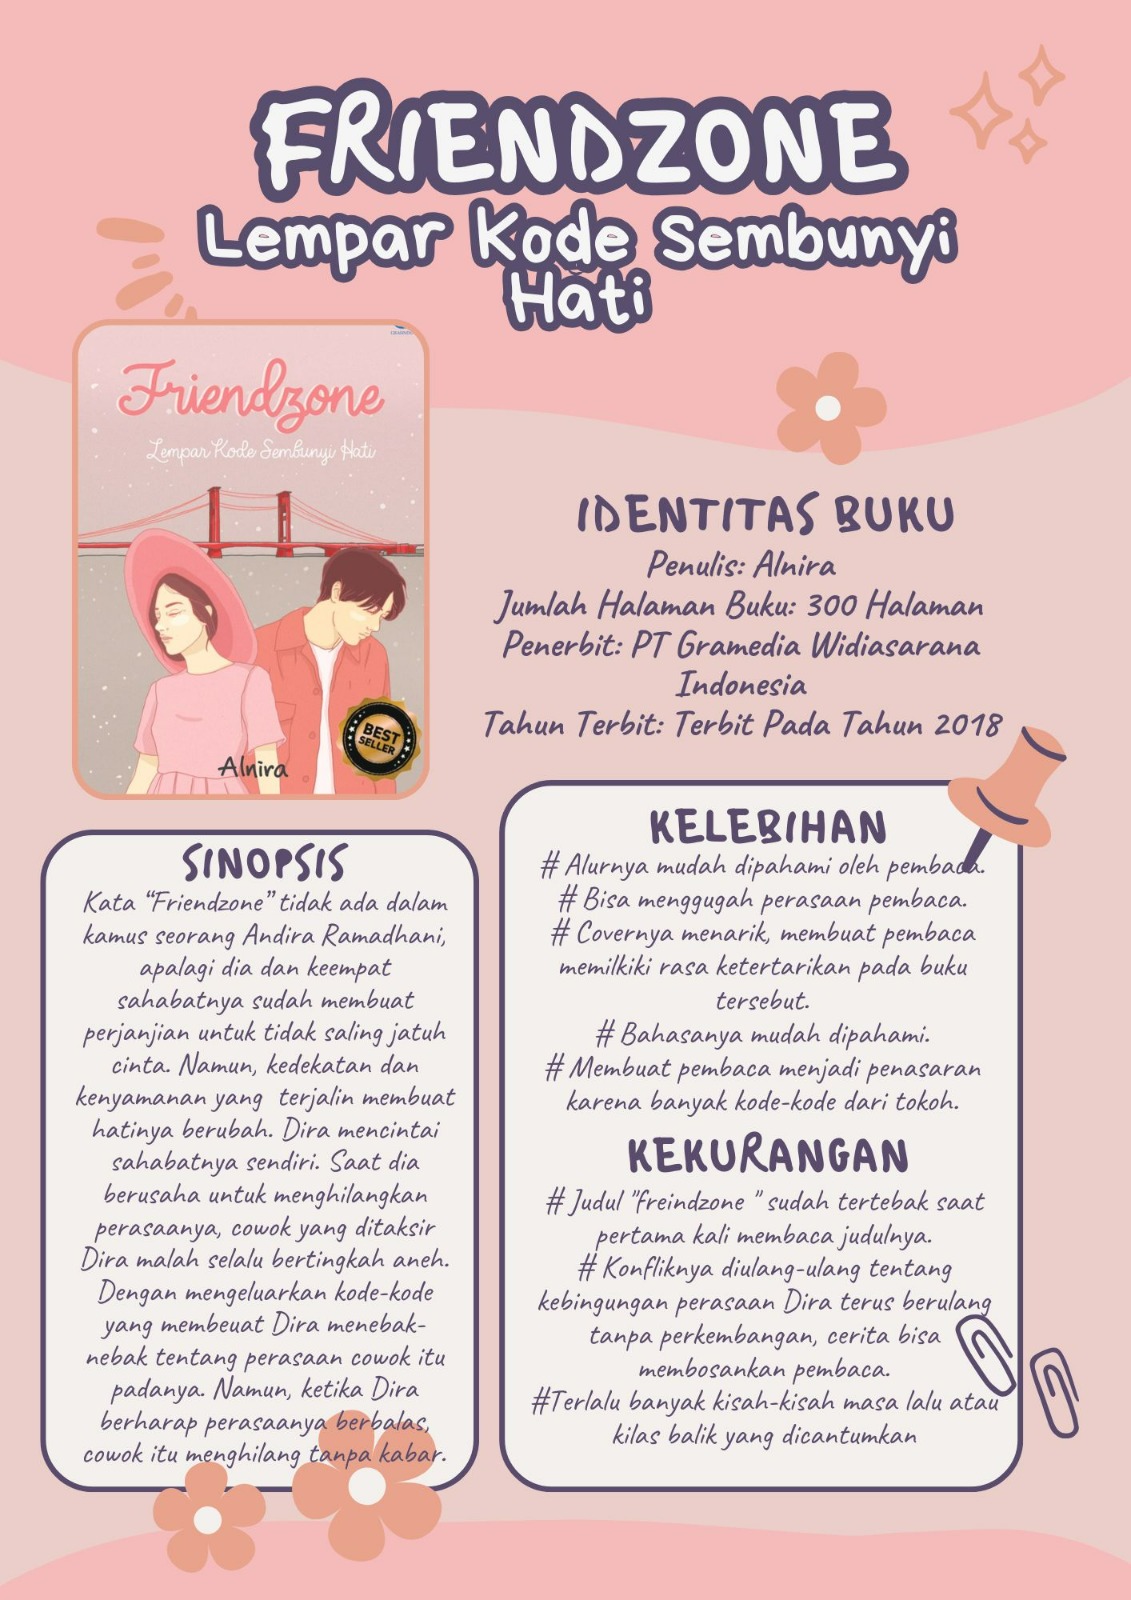 FRIENDZONE
Lempar Kode Sembunyi
Hati
Friendzone
Lempar Kode Sembunyi Hati
BEST
SELLER
Alnira
IDENTITAS BUKU
Penulis: Alnira
Jumlah Halaman Buku: 300 Halaman
Penerbit: PT Gramedia Widiasarana
Indonesia
Tahun Terbit: Terbit Pada Tahun 2018
SINOPSIS
Kata “Friendzone” tidak ada dalam
kamus seorang Andira Ramadhani,
apalagi dia dan keempat
sahabatnya sudah membuat
perjanjian untuk tidak saling jatuh
cinta. Namun, kedekatan dan
kenyamanan yang terjalin membuat
hatinya berubah. Dira mencintai
sahabatnya sendiri. Saat dia
berusaha untuk menghilangkan
perasaanya, cowok yang ditaksir
Dira malah selalu bertingkah aneh.
Dengan mengeluarkan kode-kode
yang membeuat Dira menebak-
nebak tentang perasaan cowok itu
padanya. Namun, ketika Dira
berharap perasaanya berbalas,
cowok itu menghilang tanpa kabar.
KELEBIHAN
# Alurnya mudah dipahami oleh pembaca.
# Bisa menggugah perasaan pembaca.
# Covernya menarik, membuat pembaca
memilkiki rasa ketertarikan pada buku
tersebut.
# Bahasanya mudah dipahami.
# Membuat pembaca menjadi penasaran
karena banyak kode-kode dari tokoh.
KEKURANGAN
# Judul "freindzone " sudah tertebak saat
pertama kali membaca judulnya.
# Konfliknya diulang-ulang tentang
kebingungan perasaan Dira terus berulang
tanpa perkembangan, cerita bisa
membosankan pembaca.
#Terlalu banyak kisah-kisah masa lalu atau
kilas balik yang dicantumkan